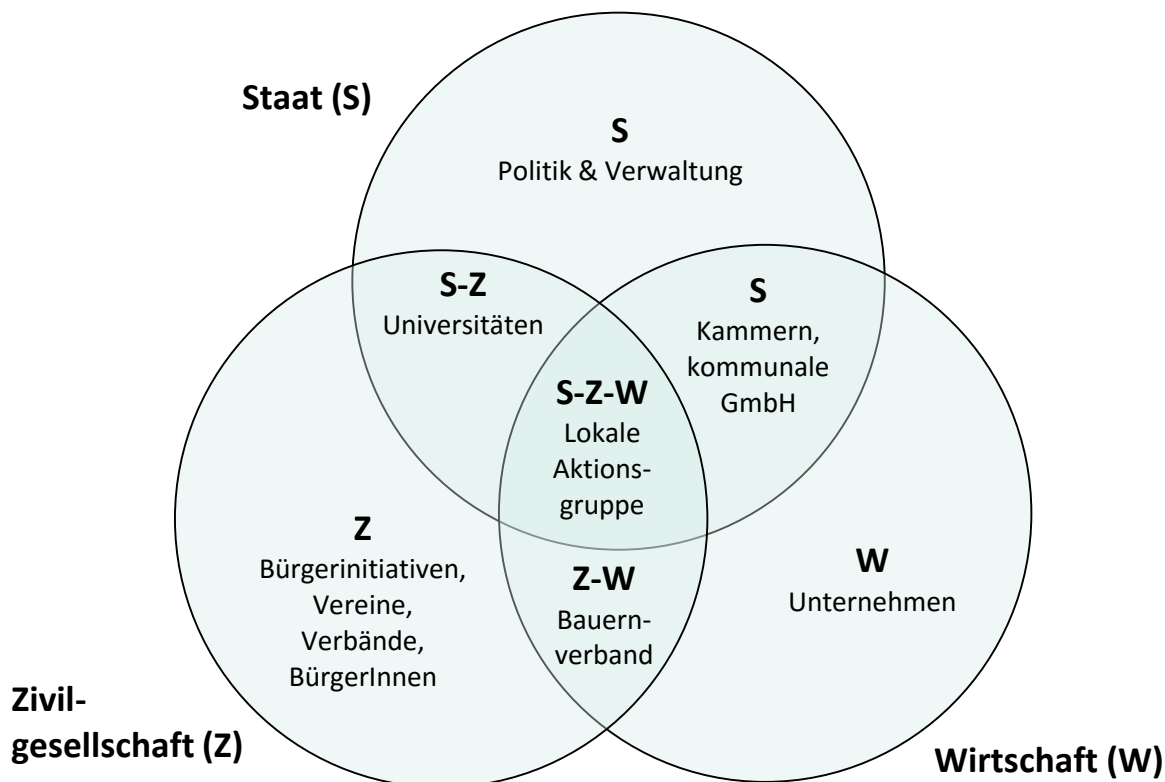 Staat (S)
S
Politik & Verwaltung
S-Z
Universitäten
S
Kammern,
kommunale
GmbH
S-Z-W
Lokale
Aktions-
gruppe
Z
Bürgerinitiativen,
Vereine,
Verbände,
BürgerInnen
Z-W
Bauern-
verband
W
Unternehmen
Zivil-
gesellschaft (Z)
Wirtschaft (W)